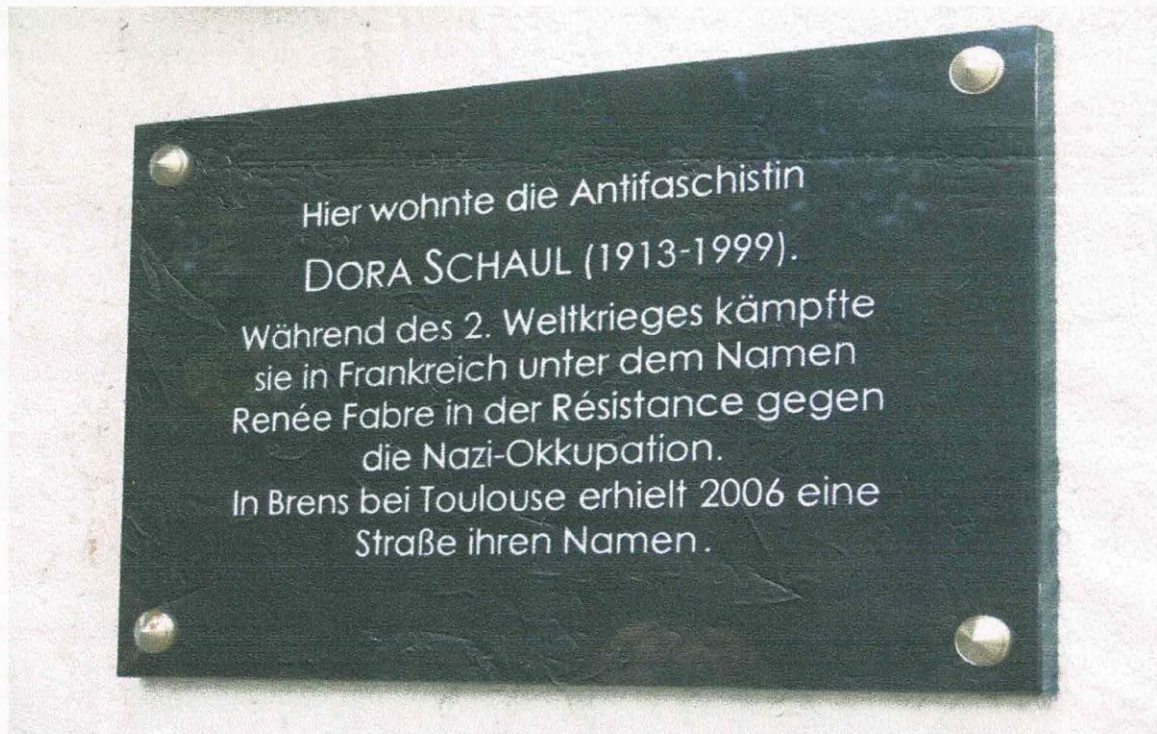 Hier wohnte die Antifaschistin
DORA SCHAUL (1913-1999).
Während des 2. Weltkrieges kämpfte
sie in Frankreich unter dem Namen
Renée Fabre in der Résistance gegen
die Nazi-Okkupation.
In Brens bei Toulouse erhielt 2006 eine
Straße ihren Namen.